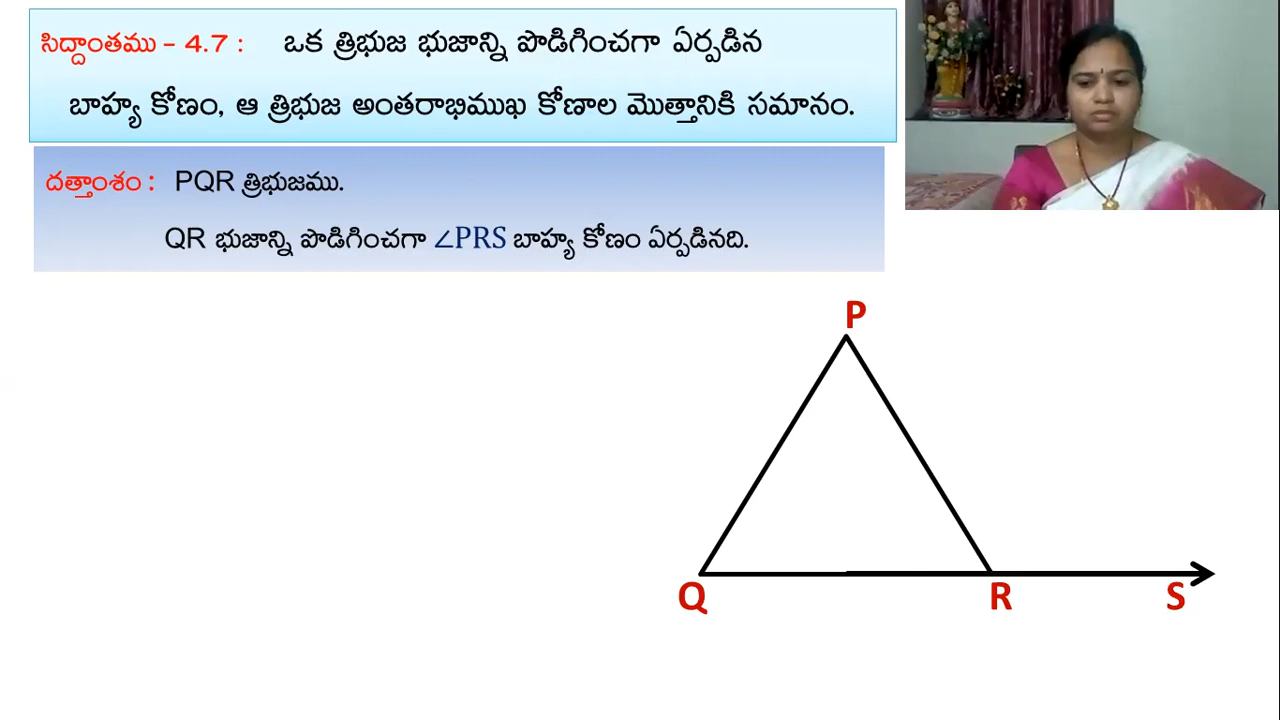 సిద్దాంతము – 4.7 : ఒక త్రిభుజ భుజాన్ని పొడిగించగా ఏర్పడిన
బాహ్య కోణం, ఆ త్రిభుజ అంతరాభిముఖ కోణాల మొత్తానికి సమానం.
దత్తాంశం : PQR త్రిభుజము.
QR భుజాన్ని పొడిగించగా ∠PRS బాహ్య కోణం ఏర్పడినది.
P
Q R S